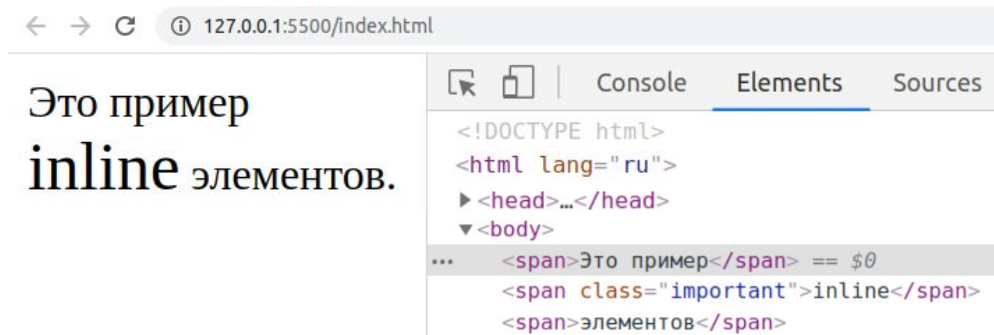 127.0.0.1:5500/index.html
Это пример
inline элементов.
Console Elements Sources
<!DOCTYPE html>
<html lang="ru">
<head>…</head>
<body>
<span>Это пример</span> == $0
<span class="important">inline</span>
<span>элементов</span>